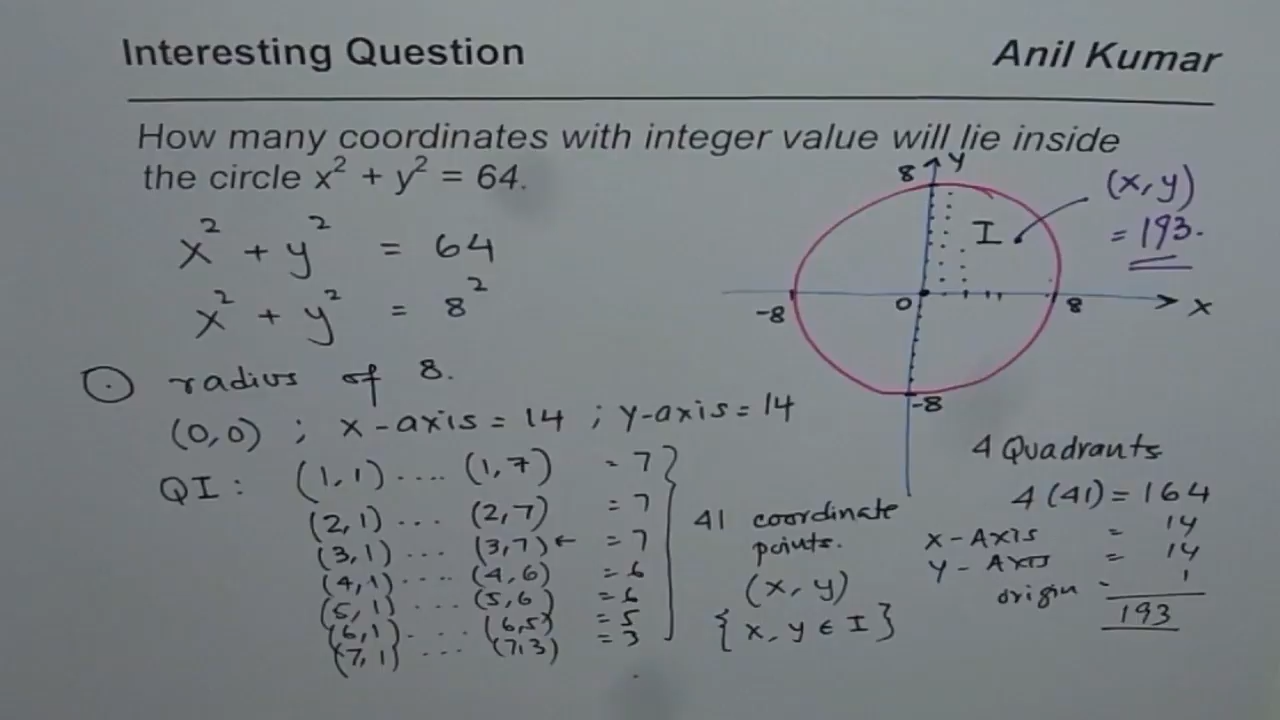 Interesting Question
Anil Kumar
How many coordinates with integer value will lie inside
the circle x² + y² = 64.
x² + y² = 64
x² + y² = 8²
⊙ radius of 8.
(0,0) ; x-axis = 14 ; y-axis = 14
QI : (1,1) .... (1,7) = 7
(2,1) ... (2,7) = 7
(3,1) ... (3,7) ← = 7
(4,1) .... (4,6) = 6
(5,1) ... (5,6) = 6
(6,1) ... (6,5) = 5
(7,1) ... (7,3) = 3
41 coordinate
points.
(x, y)
{x, y ∈ I}
8 y
I
(x, y)
= 193.
-8 0 8 x
-8
4 Quadrants
4 (41) = 164
X-Axis = 14
Y-Axis = 14
origin - 1
193